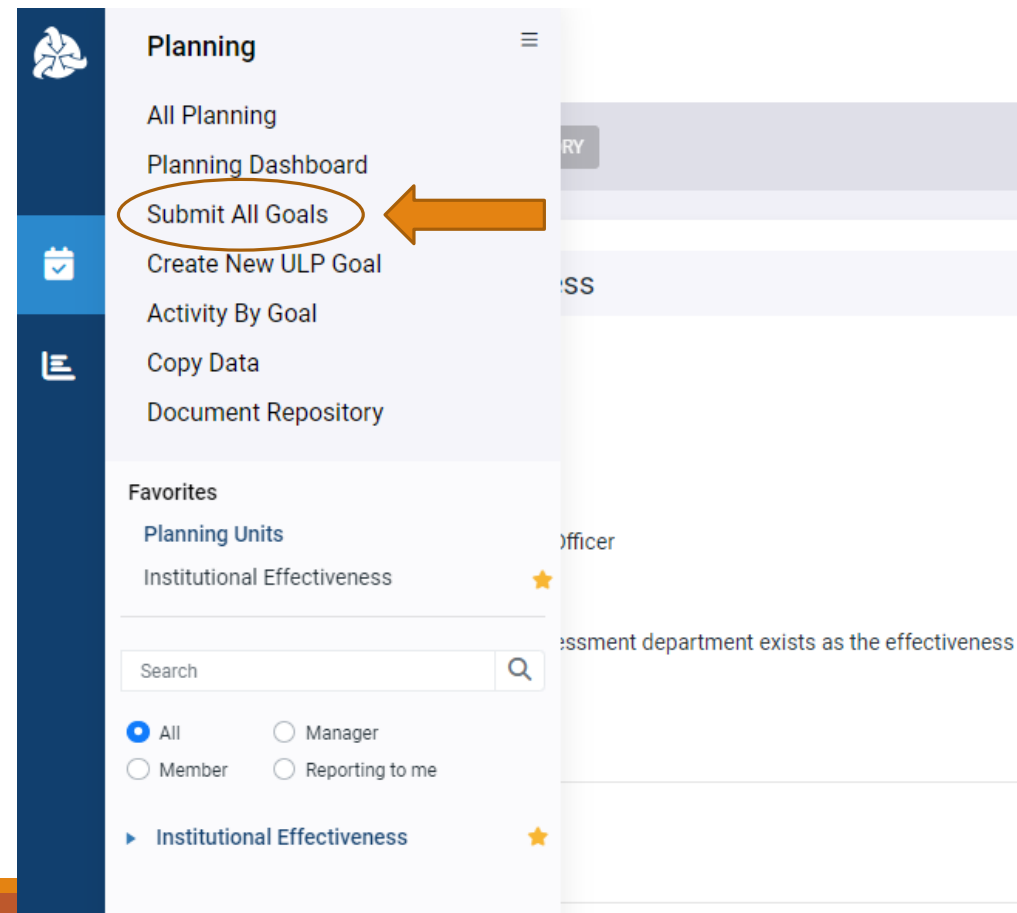 Planning
All Planning
Planning Dashboard
Submit All Goals
Create New ULP Goal
Activity By Goal
Copy Data
Document Repository
Favorites
Planning Units
Institutional Effectiveness
Search
All
Manager
Member
Reporting to me
Institutional Effectiveness
RY
ess
Officer
essment department exists as the effectiveness